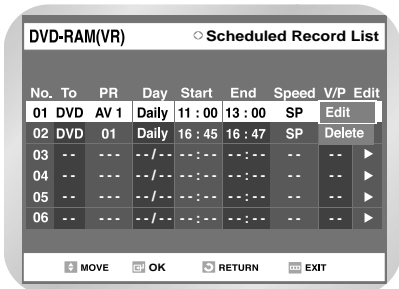 DVD-RAM(VR) Scheduled Record List
No. To PR Day Start End Speed V/P Edit
01 DVD AV 1 Daily 11 : 00 13 : 00 SP Edit
02 DVD 01 Daily 16 : 45 16 : 47 SP Delete
03 - - - - - - - / - - - - : - - - - : - - - - - - ►
04 - - - - - - - / - - - - : - - - - : - - - - - - ►
05 - - - - - - - / - - - - : - - - - : - - - - - - ►
06 - - - - - - - / - - - - : - - - - : - - - - - - ►
MOVE OK RETURN EXIT